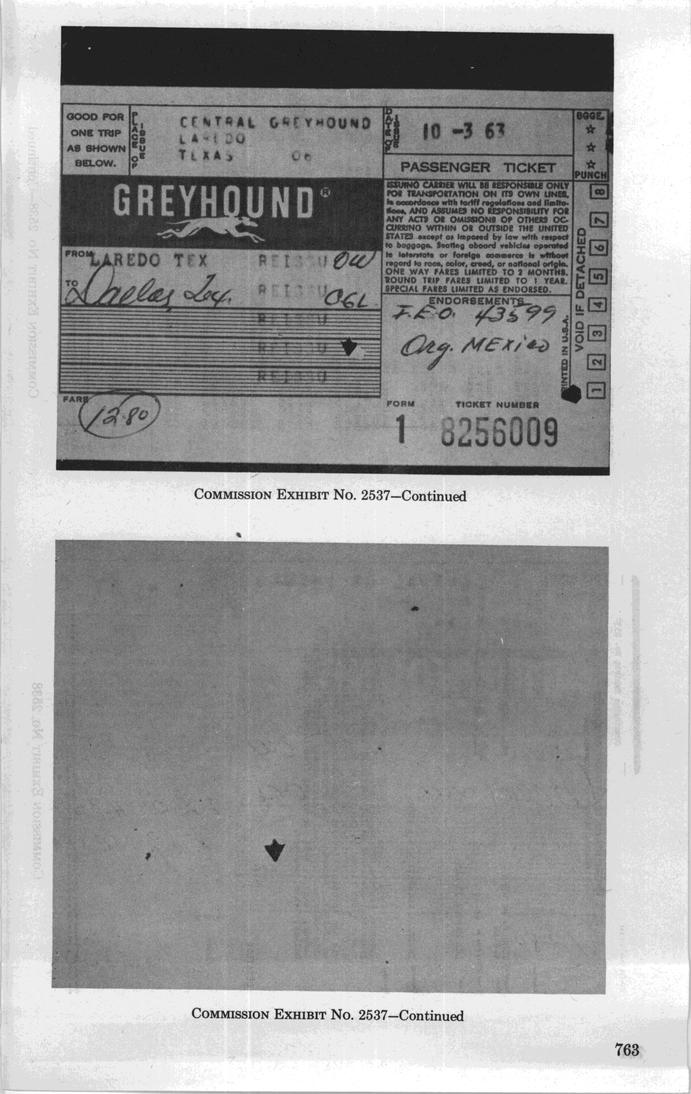 GOOD FOR
ONE TRIP
AS SHOWN
BELOW.
PLACE OF
ISSUE
CENTRAL GREYHOUND
LAREDO
TEXAS 06
DATE OF
ISSUE
10 -3 63
PASSENGER TICKET
BGGE.
☆
☆
☆
PUNCH
GREYHOUND®
ISSUING CARRIER WILL BE RESPONSIBLE ONLY
FOR TRANSPORTATION ON ITS OWN LINES,
in accordance with tariff regulations and limita-
tions, AND ASSUMES NO RESPONSIBILITY FOR
ANY ACTS OR OMISSIONS OF OTHERS OC-
CURRING WITHIN OR OUTSIDE THE UNITED
STATES except as imposed by law with respect
to baggage. Seating aboard vehicles operated
in interstate or foreign commerce is without
regard to race, color, creed, or national origin.
ONE WAY FARES LIMITED TO 2 MONTHS.
ROUND TRIP FARES LIMITED TO 1 YEAR.
SPECIAL FARES LIMITED AS ENDORSED.
FROM LAREDO TEX REISSU OW
TO Dallas Tex. REISSU CGL
REISSU
REISSU
REISSU
FARE
12.80
ENDORSEMENTS
I.E.O. 43599
Org. MEXICO
PRINTED IN U.S.A.
VOID IF DETACHED
1 2 3 4 5 6 7 8
FORM TICKET NUMBER
1 8256009
COMMISSION EXHIBIT No. 2537—Continued
COMMISSION EXHIBIT No. 2537—Continued
763